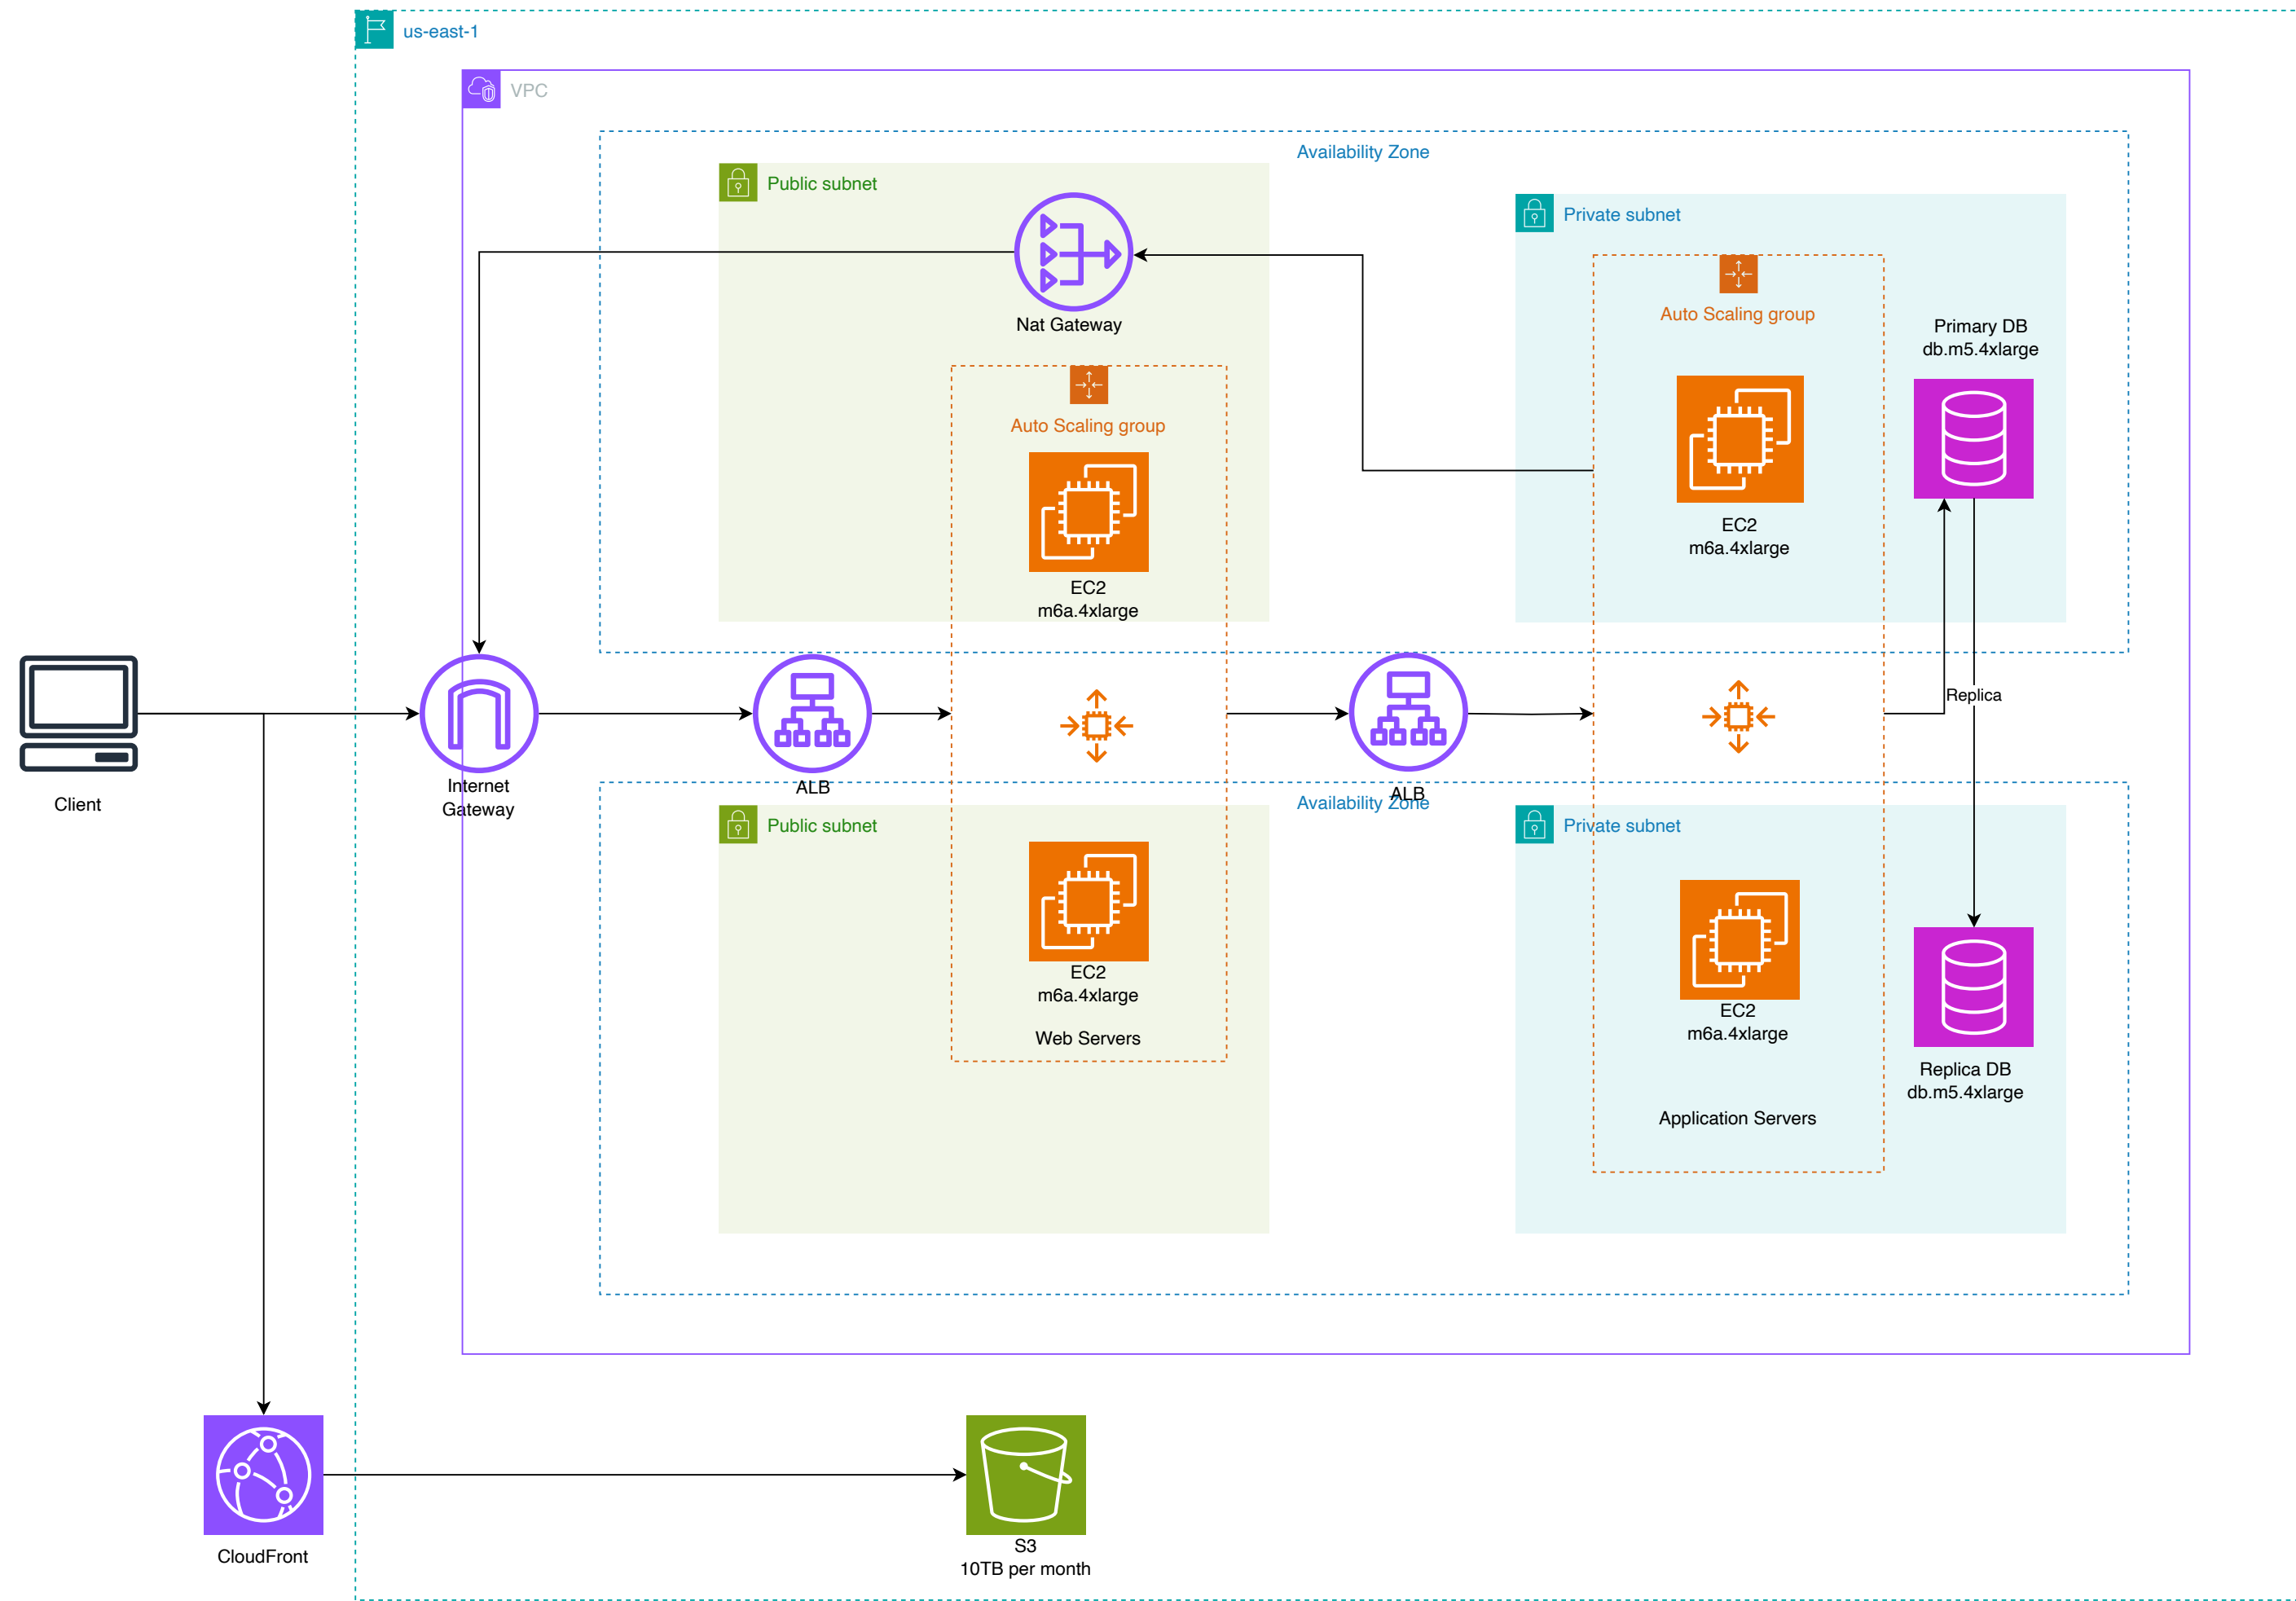 us-east-1
VPC
Availability Zone
Public subnet
Private subnet
Nat Gateway
Auto Scaling group
Primary DB
db.m5.4xlarge
Auto Scaling group
EC2
m6a.4xlarge
EC2
m6a.4xlarge
Replica
Client
Internet
Gateway
ALB
ALB
Availability Zone
Public subnet
Private subnet
EC2
m6a.4xlarge
Web Servers
EC2
m6a.4xlarge
Replica DB
db.m5.4xlarge
Application Servers
CloudFront
S3
10TB per month